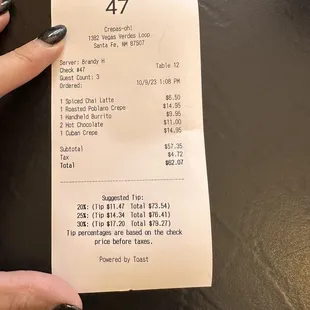 47
Crepas-oh!
1382 Vegas Verdes Loop
Santa Fe, NM 87507
Server: Brandy H
Check #47 Table 12
Guest Count: 3
Ordered: 10/9/23 1:08 PM
1 Spiced Chai Latte $6.50
1 Roasted Poblano Crepe $14.95
1 Handheld Burrito $9.95
2 Hot Chocolate $11.00
1 Cuban Crepe $14.95
Subtotal $57.35
Tax $4.72
Total $62.07
Suggested Tip:
20%: (Tip $11.47 Total $73.54)
25%: (Tip $14.34 Total $76.41)
30%: (Tip $17.20 Total $79.27)
Tip percentages are based on the check
price before taxes.
Powered by Toast